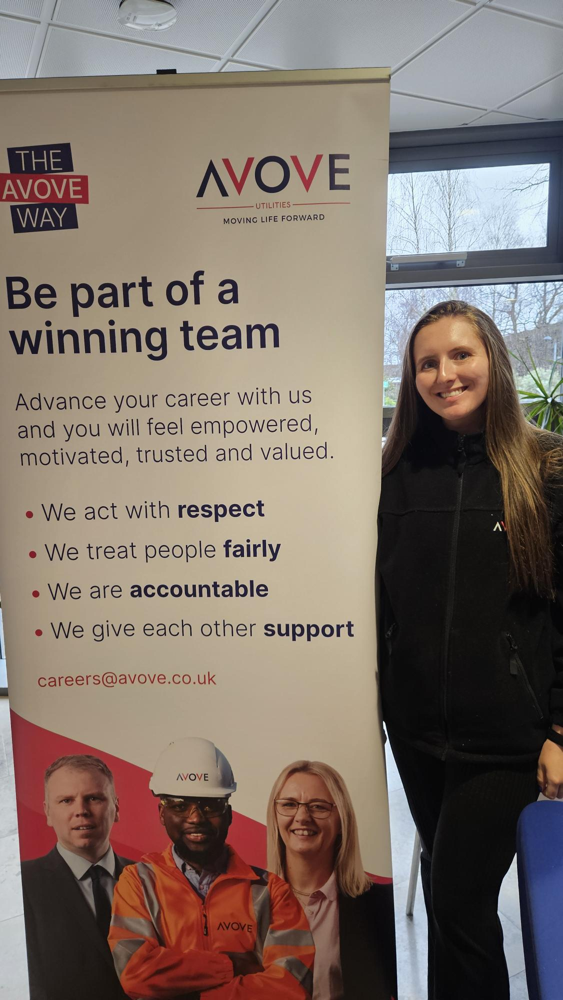 THE
AVOVE
WAY
AVOVE
UTILITIES
MOVING LIFE FORWARD
Be part of a
winning team
Advance your career with us
and you will feel empowered,
motivated, trusted and valued.
• We act with respect
• We treat people fairly
• We are accountable
• We give each other support
careers@avove.co.uk
AVOVE
AVOVE
AV